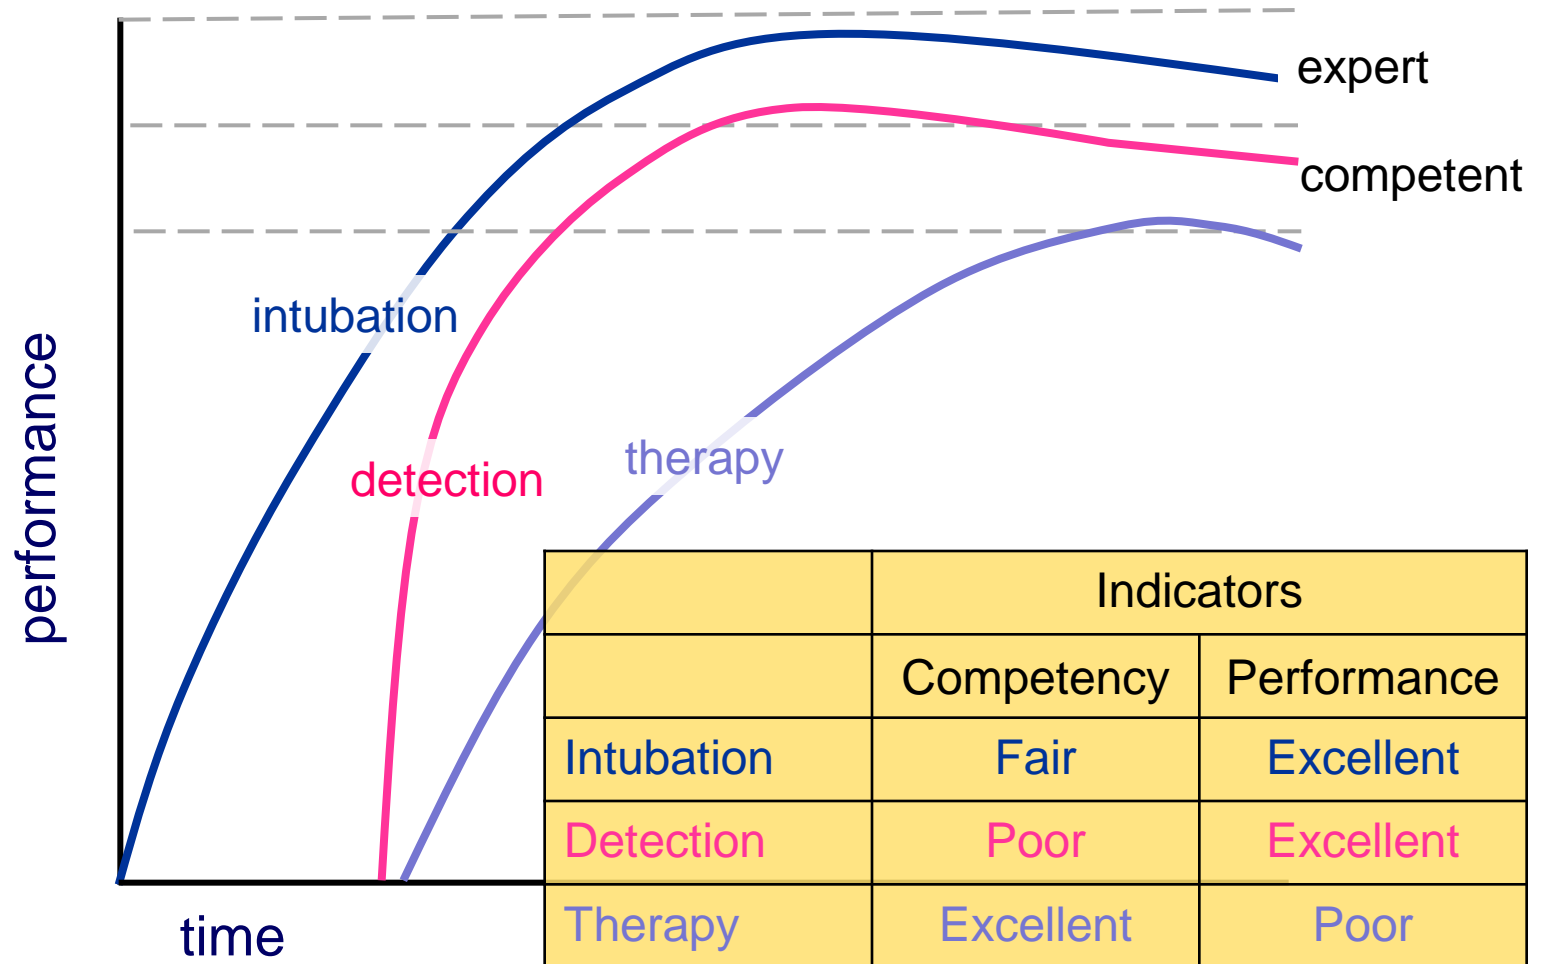 expert
competent
intubation
detection
therapy
performance
time
Indicators
Competency Performance
Intubation Fair Excellent
Detection Poor Excellent
Therapy Excellent Poor